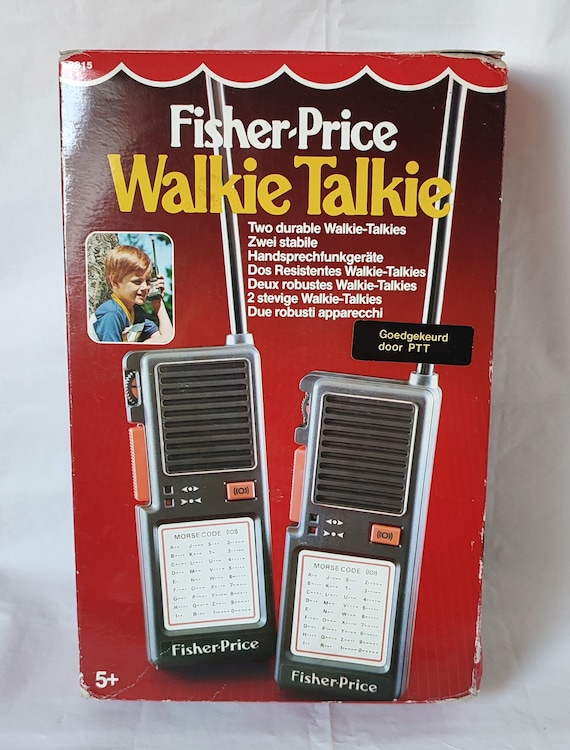 Fisher-Price
Walkie Talkie
Two durable Walkie-Talkies
Zwei stabile
Handsprechfunkgeräte
Dos Resistentes Walkie-Talkies
Deux robustes Walkie-Talkies
2 stevige Walkie-Talkies
Due robusti apparecchi
Goedgekeurd
door PTT
MORSE CODE ((O))
Fisher-Price
MORSE CODE ((O))
Fisher-Price
5+